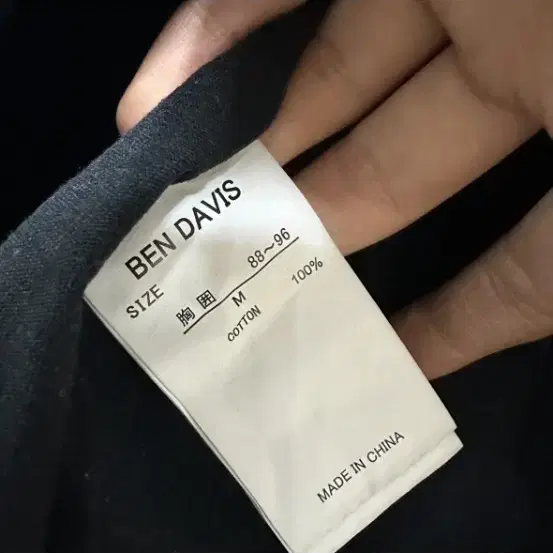 BEN DAVIS
SIZE
胸囲 88～96
M
COTTON 100%
MADE IN CHINA